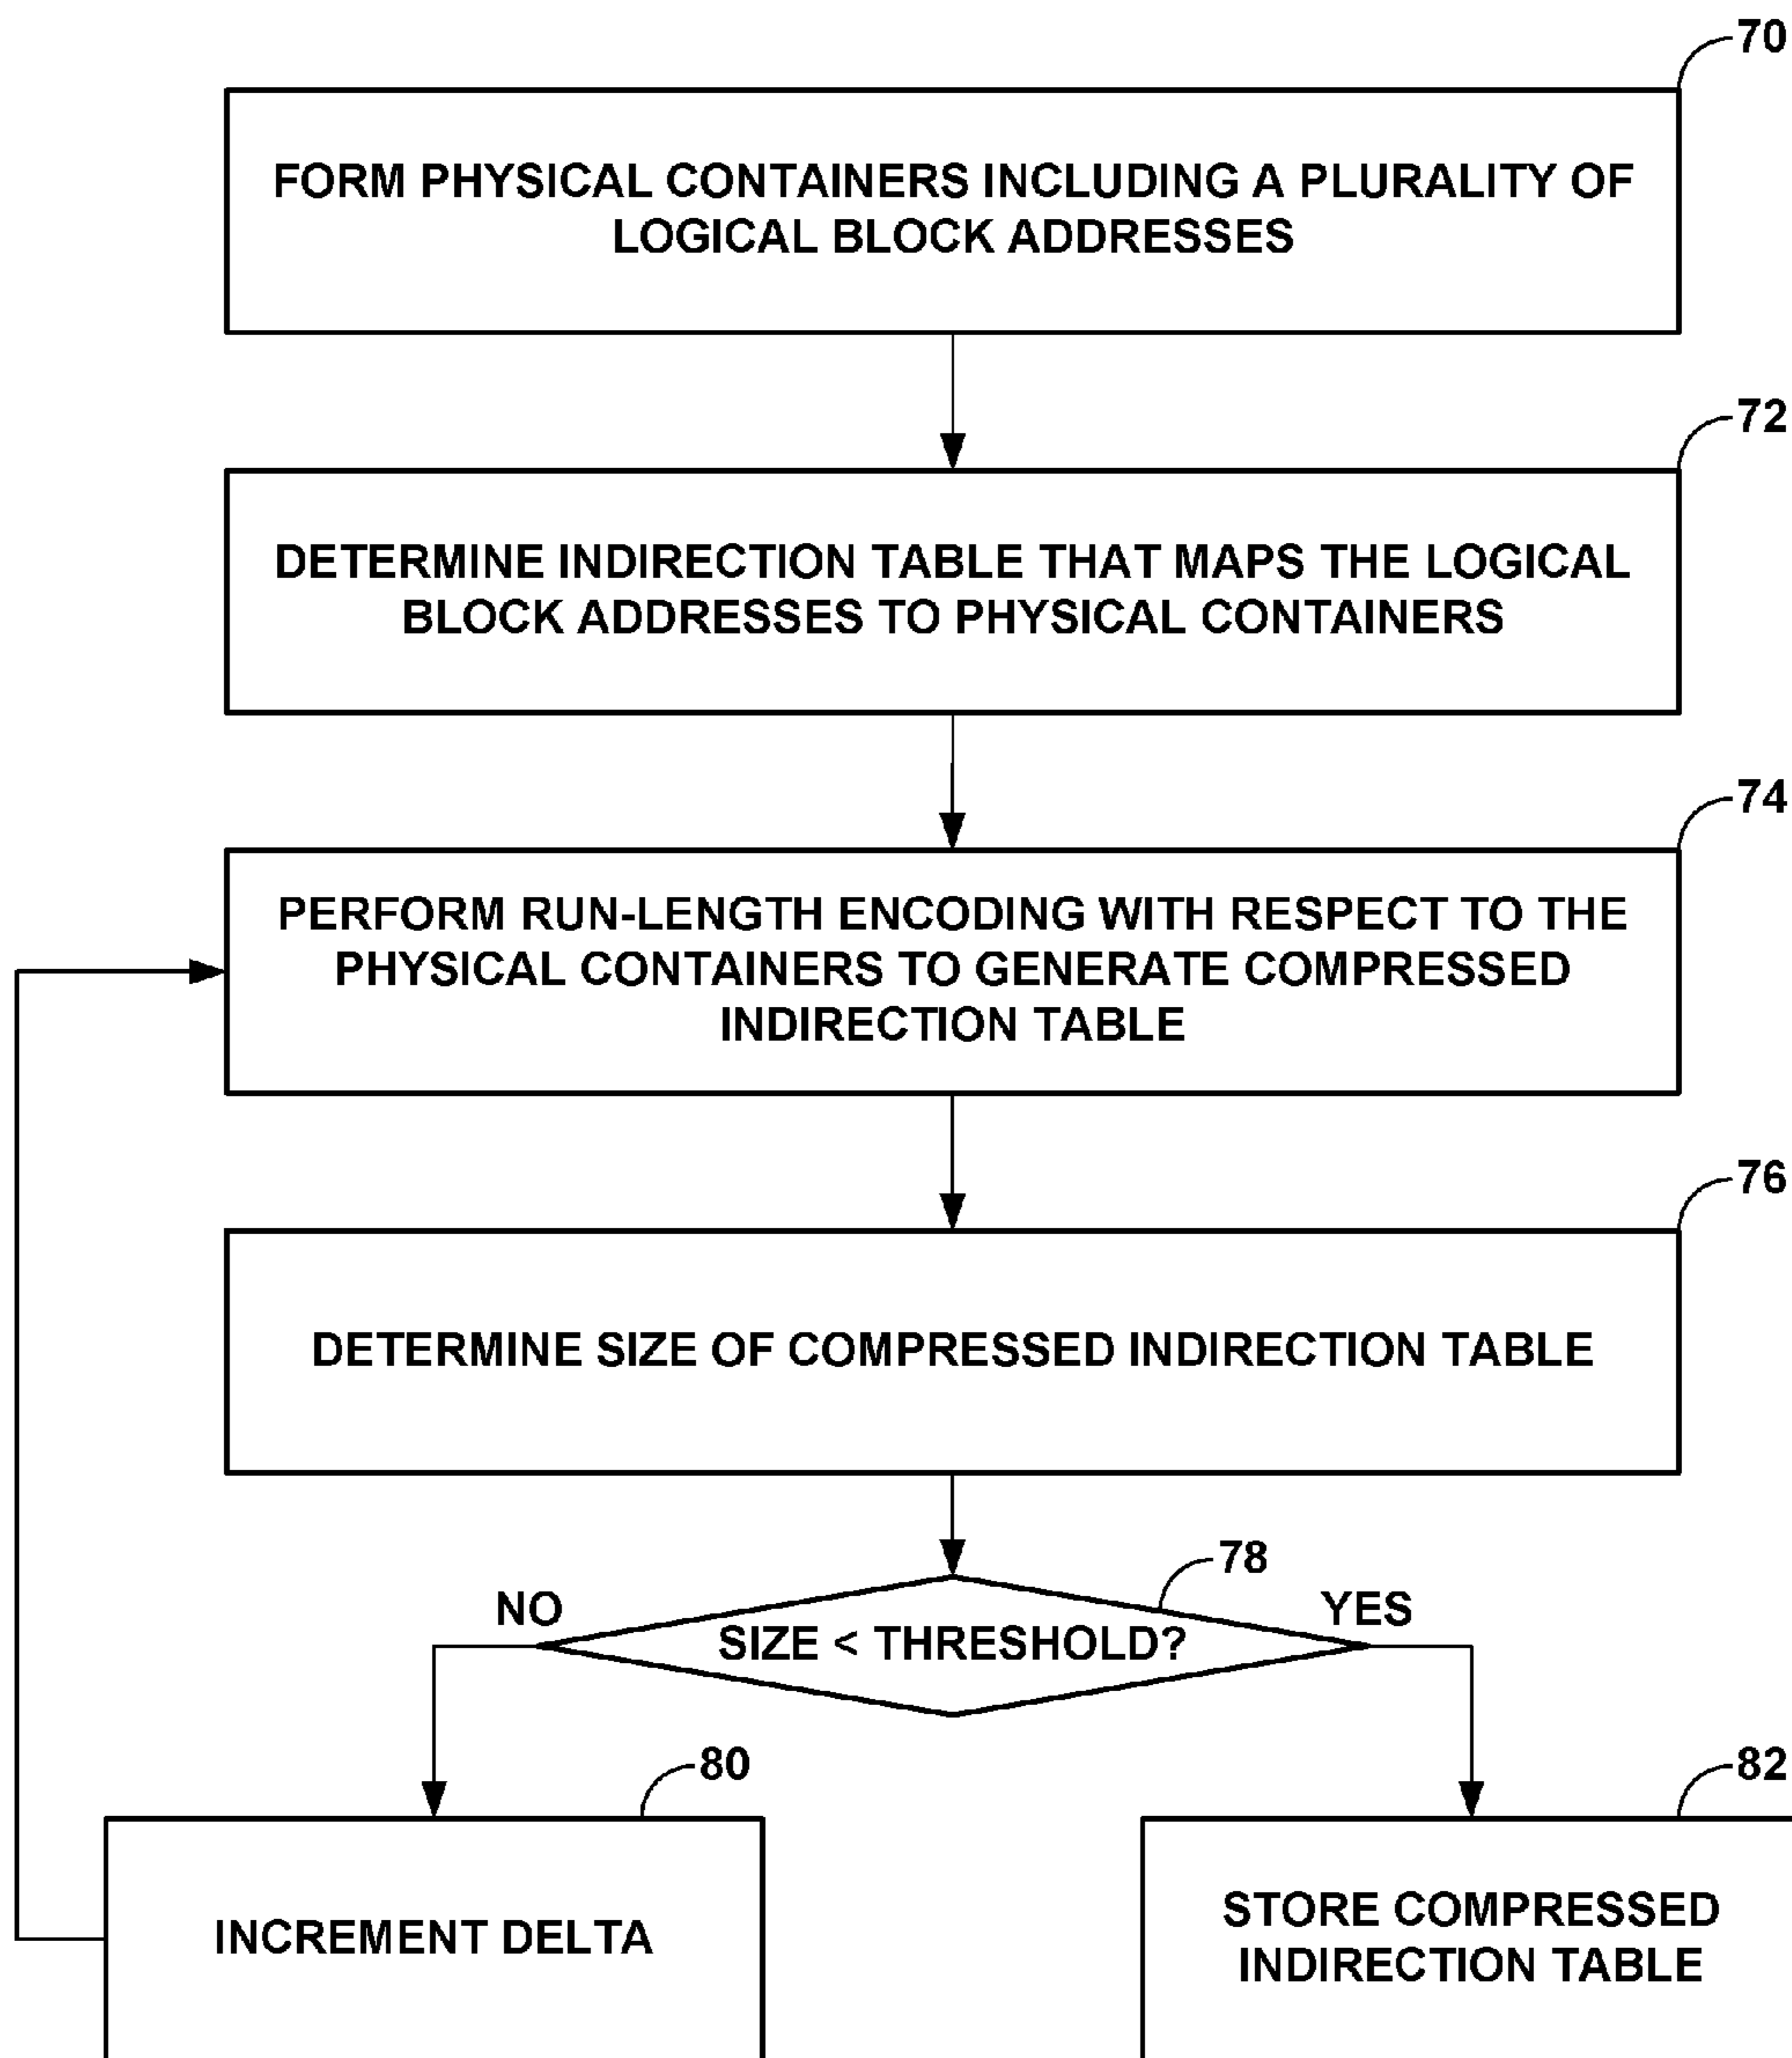 70
FORM PHYSICAL CONTAINERS INCLUDING A PLURALITY OF
LOGICAL BLOCK ADDRESSES
72
DETERMINE INDIRECTION TABLE THAT MAPS THE LOGICAL
BLOCK ADDRESSES TO PHYSICAL CONTAINERS
74
PERFORM RUN-LENGTH ENCODING WITH RESPECT TO THE
PHYSICAL CONTAINERS TO GENERATE COMPRESSED
INDIRECTION TABLE
76
DETERMINE SIZE OF COMPRESSED INDIRECTION TABLE
78
NO
YES
SIZE < THRESHOLD?
80
82
INCREMENT DELTA
STORE COMPRESSED
INDIRECTION TABLE